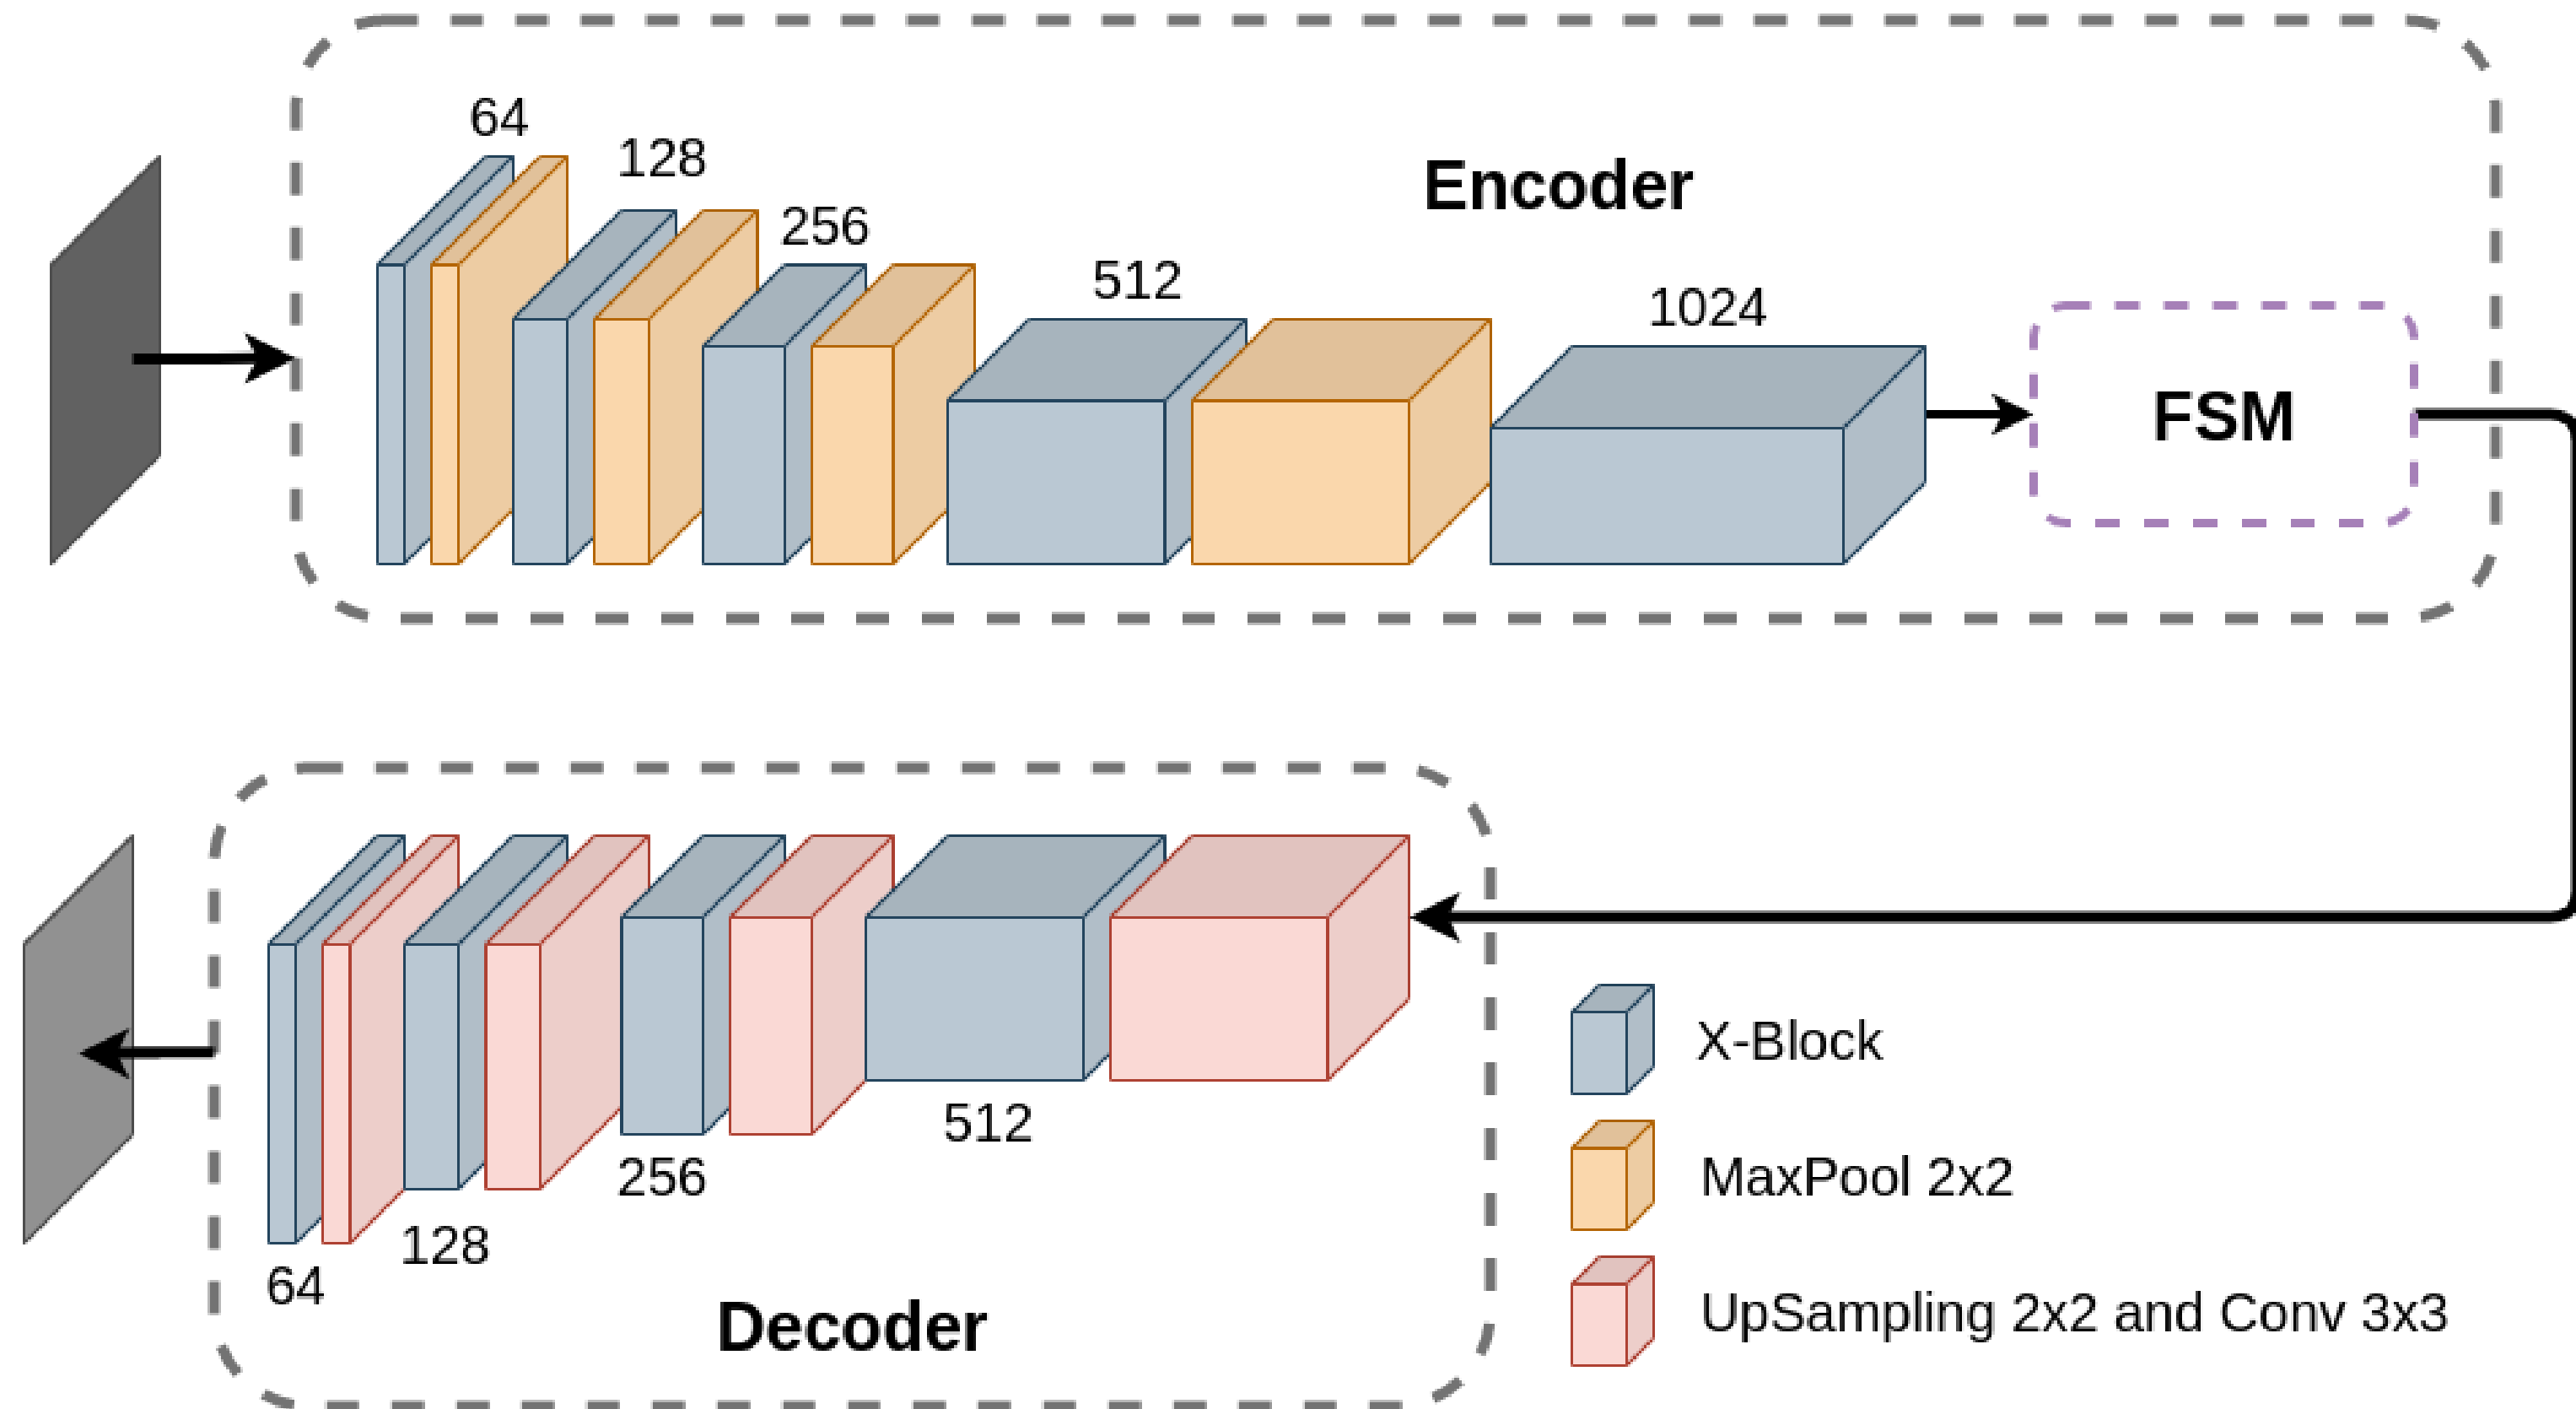 64
128
256
Encoder
512
1024
FSM
X-Block
512
MaxPool 2x2
256
128
64
UpSampling 2x2 and Conv 3x3
Decoder